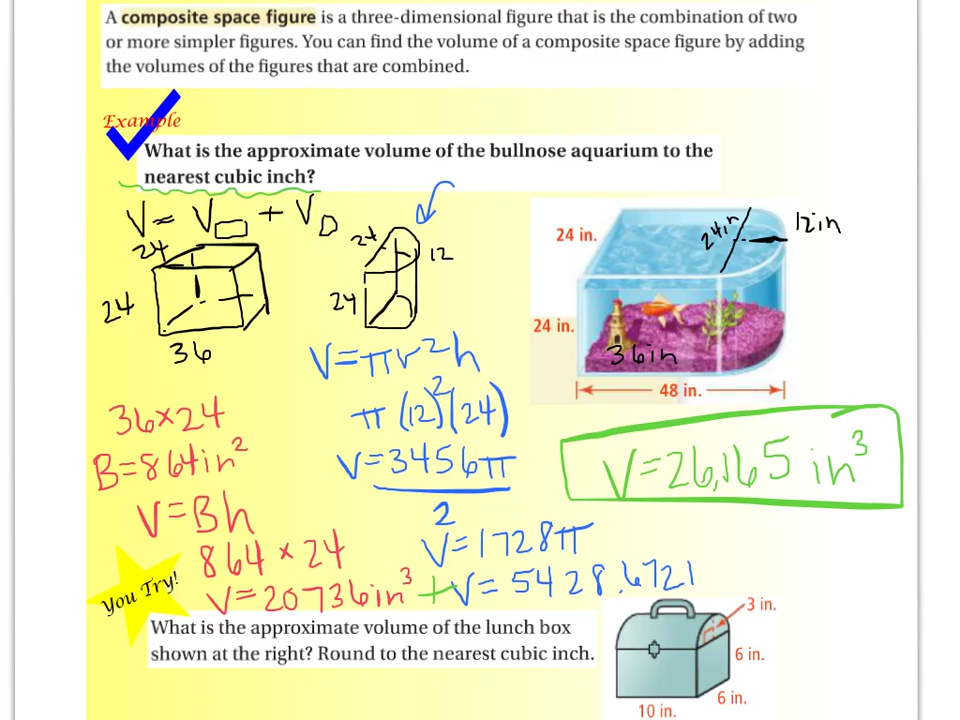 A composite space figure is a three-dimensional figure that is the combination of two
or more simpler figures. You can find the volume of a composite space figure by adding
the volumes of the figures that are combined.
Example
What is the approximate volume of the bullnose aquarium to the
nearest cubic inch?
V= V▭ + VD
24
24
36
24
12
24
24 in.
24in
12in
24 in.
36in
48 in.
V=πr²h
π (12)²(24)
V=3456π
2
V=1728π
V= 5428.6721
36×24
B=864in²
V=Bh
864 × 24
V=20736in³ +
V=26,165 in³
You Try!
What is the approximate volume of the lunch box
shown at the right? Round to the nearest cubic inch.
3 in.
6 in.
6 in.
10 in.